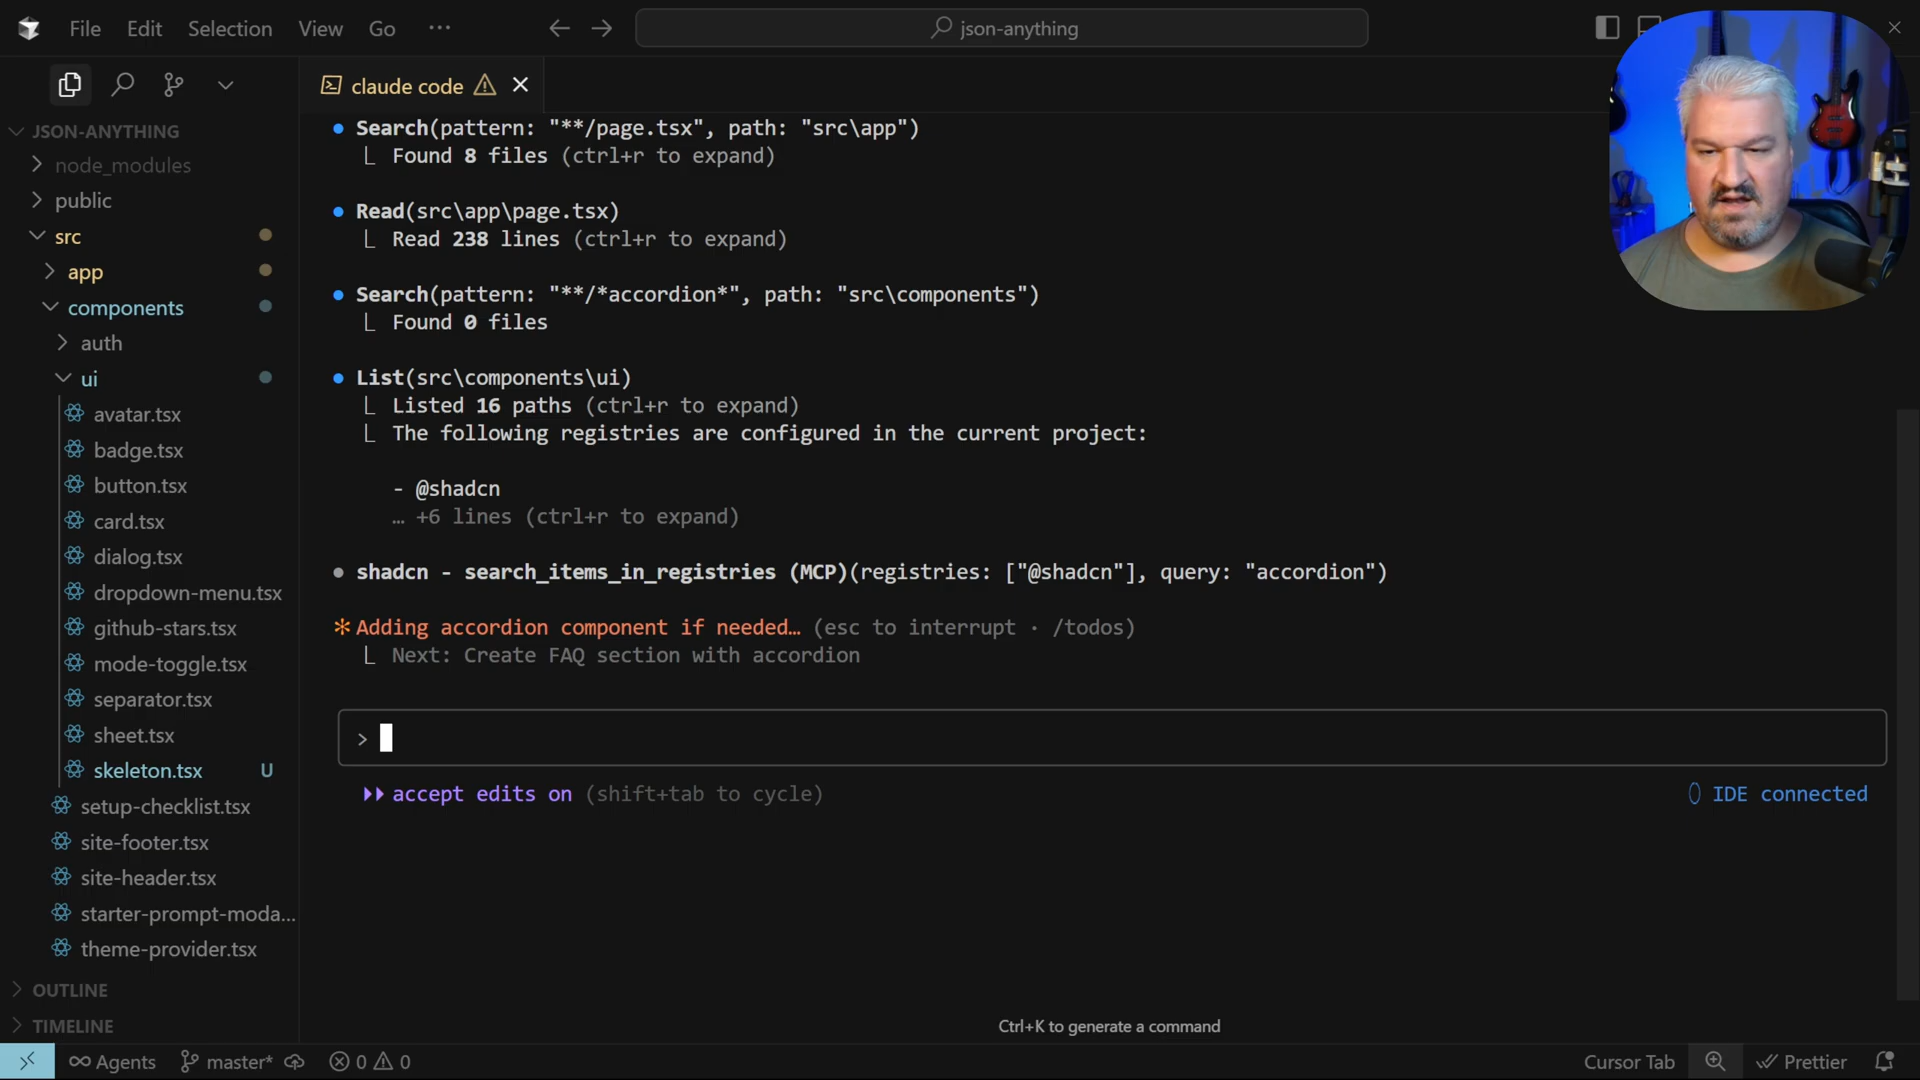 File Edit Selection View Go ···
json-anything
claude code
JSON-ANYTHING
node_modules
public
src
app
components
auth
ui
avatar.tsx
badge.tsx
button.tsx
card.tsx
dialog.tsx
dropdown-menu.tsx
github-stars.tsx
mode-toggle.tsx
separator.tsx
sheet.tsx
skeleton.tsx U
setup-checklist.tsx
site-footer.tsx
site-header.tsx
starter-prompt-moda...
theme-provider.tsx
OUTLINE
TIMELINE
Search(pattern: "**/page.tsx", path: "src\app")
Found 8 files (ctrl+r to expand)
Read(src\app\page.tsx)
Read 238 lines (ctrl+r to expand)
Search(pattern: "**/*accordion*", path: "src\components")
Found 0 files
List(src\components\ui)
Listed 16 paths (ctrl+r to expand)
The following registries are configured in the current project:
- @shadcn
… +6 lines (ctrl+r to expand)
shadcn - search_items_in_registries (MCP)(registries: ["@shadcn"], query: "accordion")
Adding accordion component if needed… (esc to interrupt · /todos)
Next: Create FAQ section with accordion
>
accept edits on (shift+tab to cycle)
IDE connected
Ctrl+K to generate a command
Agents master* 0 0
Cursor Tab Prettier